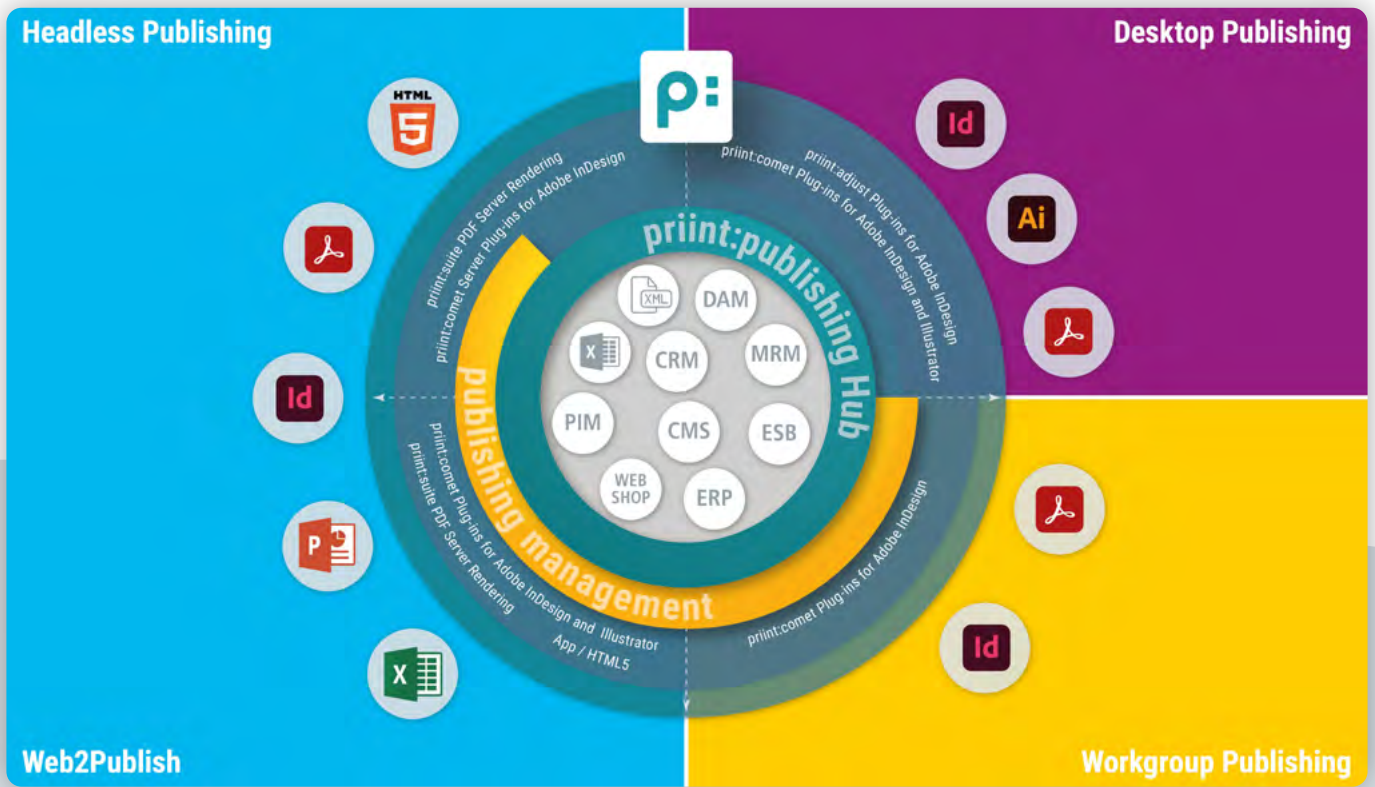 Headless Publishing
Desktop Publishing
HTML
5
p:
Id
Ai
priint:suite PDF Server Rendering
priint:comet Server Plug-ins for Adobe InDesign
priint:adjust Plug-ins for Adobe InDesign
priint:comet Plug-ins for Adobe InDesign and Illustrator
priint:publishing Hub
XML
DAM
X
CRM
MRM
PIM
CMS
ESB
WEB
SHOP
ERP
Id
publishing management
priint:comet Plug-ins for Adobe InDesign and Illustrator
priint:suite PDF Server Rendering
App / HTML5
priint:comet Plug-ins for Adobe InDesign
P
X
Id
Web2Publish
Workgroup Publishing